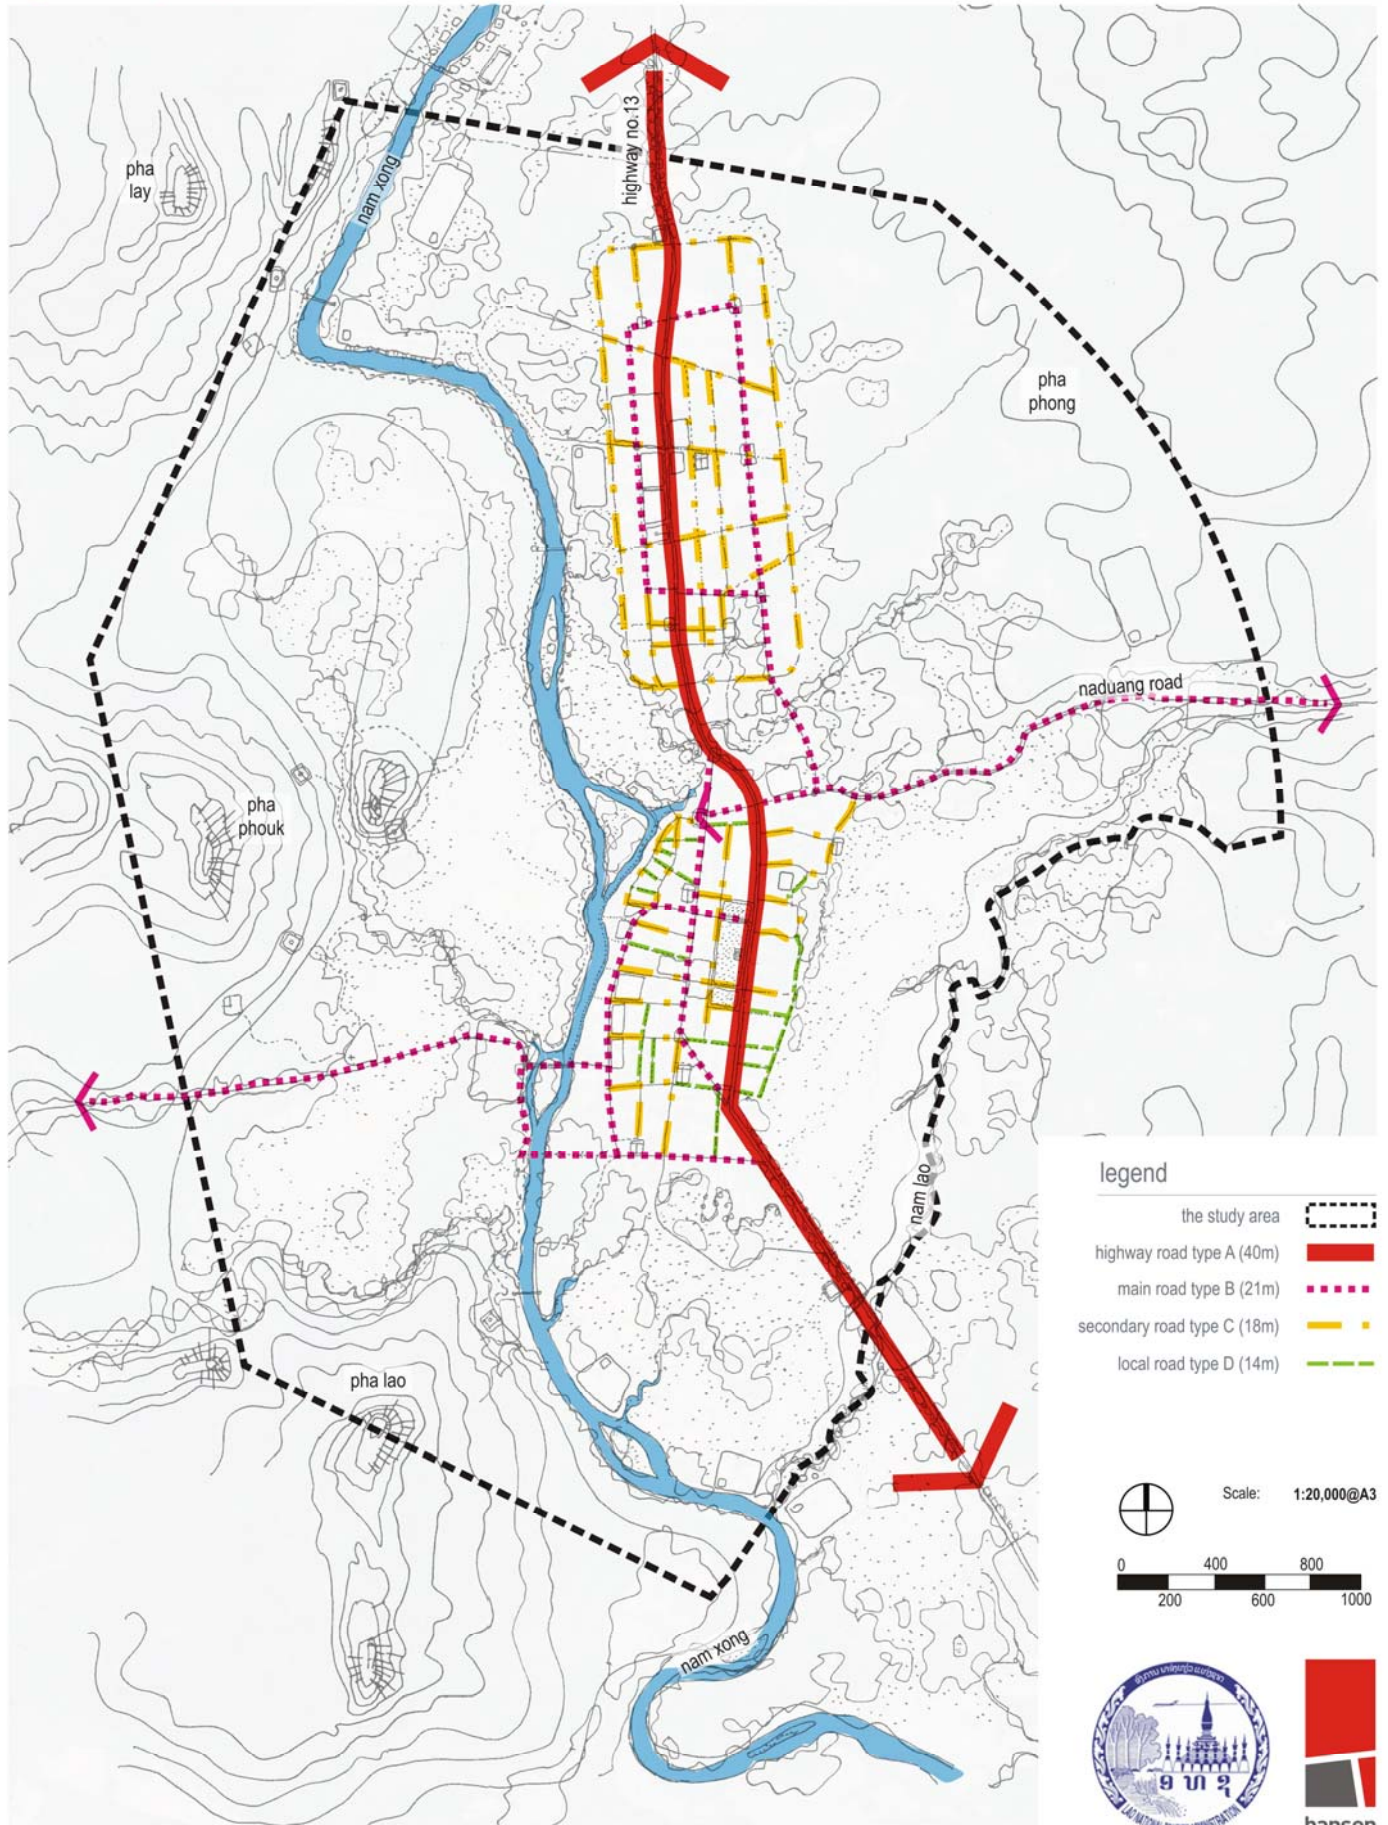 highway no.13
nam xong
pha
lay
pha
phong
naduang road
pha
phouk
nam lao
pha lao
nam xong
legend
the study area
highway road type A (40m)
main road type B (21m)
secondary road type C (18m)
local road type D (14m)
Scale: 1:20,000@A3
0 400 800
200 600 1000
LAO NATIONAL